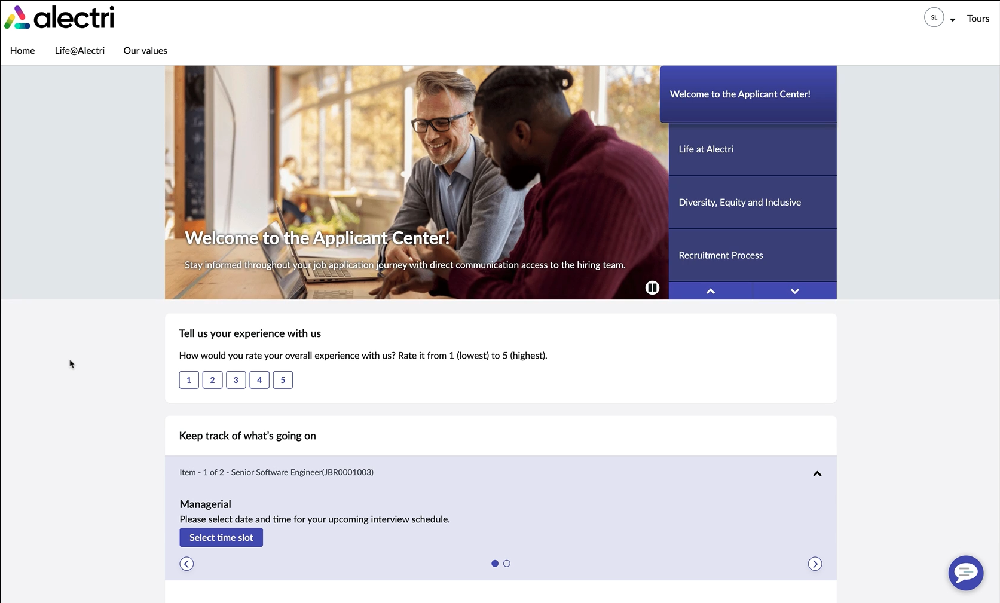 alectri
SL
Tours
Home
Life@Alectri
Our values
Welcome to the Applicant Center!
Stay informed throughout your job application journey with direct communication access to the hiring team.
Welcome to the Applicant Center!
Life at Alectri
Diversity, Equity and Inclusive
Recruitment Process
Tell us your experience with us
How would you rate your overall experience with us? Rate it from 1 (lowest) to 5 (highest).
1 2 3 4 5
Keep track of what’s going on
Item - 1 of 2 - Senior Software Engineer(JBR0001003)
Managerial
Please select date and time for your upcoming interview schedule.
Select time slot